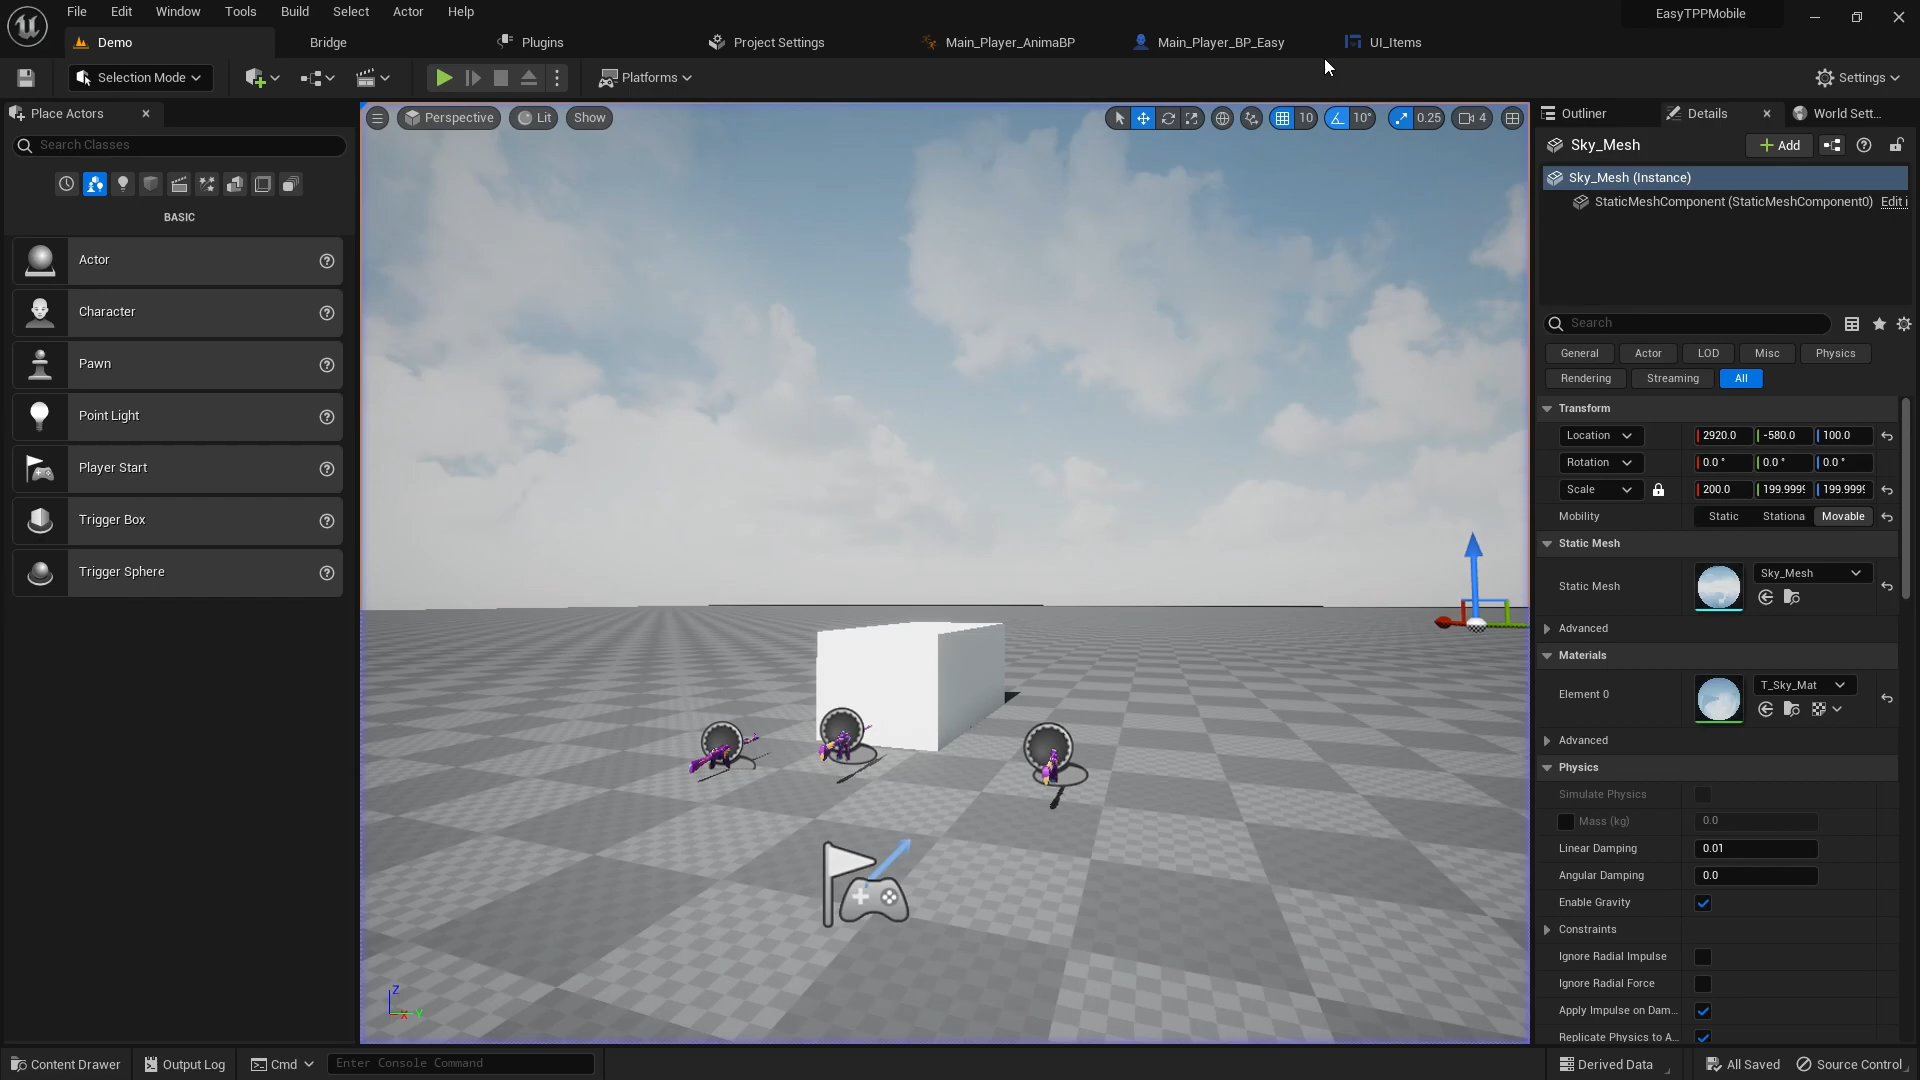 File Edit Window Tools Build Select Actor Help
EasyTPPMobile
Demo Bridge Plugins Project Settings Main_Player_AnimaBP Main_Player_BP_Easy UI_Items
Selection Mode Platforms Settings
Place Actors
Search Classes
BASIC
Actor
Character
Pawn
Point Light
Player Start
Trigger Box
Trigger Sphere
Perspective Lit Show 10 10° 0.25 4
Z
X Y
Outliner Details World Sett...
Sky_Mesh Add
Sky_Mesh (Instance)
StaticMeshComponent (StaticMeshComponent0) Edit i
Search
General Actor LOD Misc Physics
Rendering Streaming All
Transform
Location 2920.0 -580.0 100.0
Rotation 0.0 ° 0.0 ° 0.0 °
Scale 200.0 199.9999 199.9999
Mobility Static Stationa Movable
Static Mesh
Static Mesh Sky_Mesh
Advanced
Materials
Element 0 T_Sky_Mat
Advanced
Physics
Simulate Physics
Mass (kg) 0.0
Linear Damping 0.01
Angular Damping 0.0
Enable Gravity
Constraints
Ignore Radial Impulse
Ignore Radial Force
Apply Impulse on Dam...
Replicate Physics to A...
Content Drawer Output Log Cmd Enter Console Command Derived Data All Saved Source Control